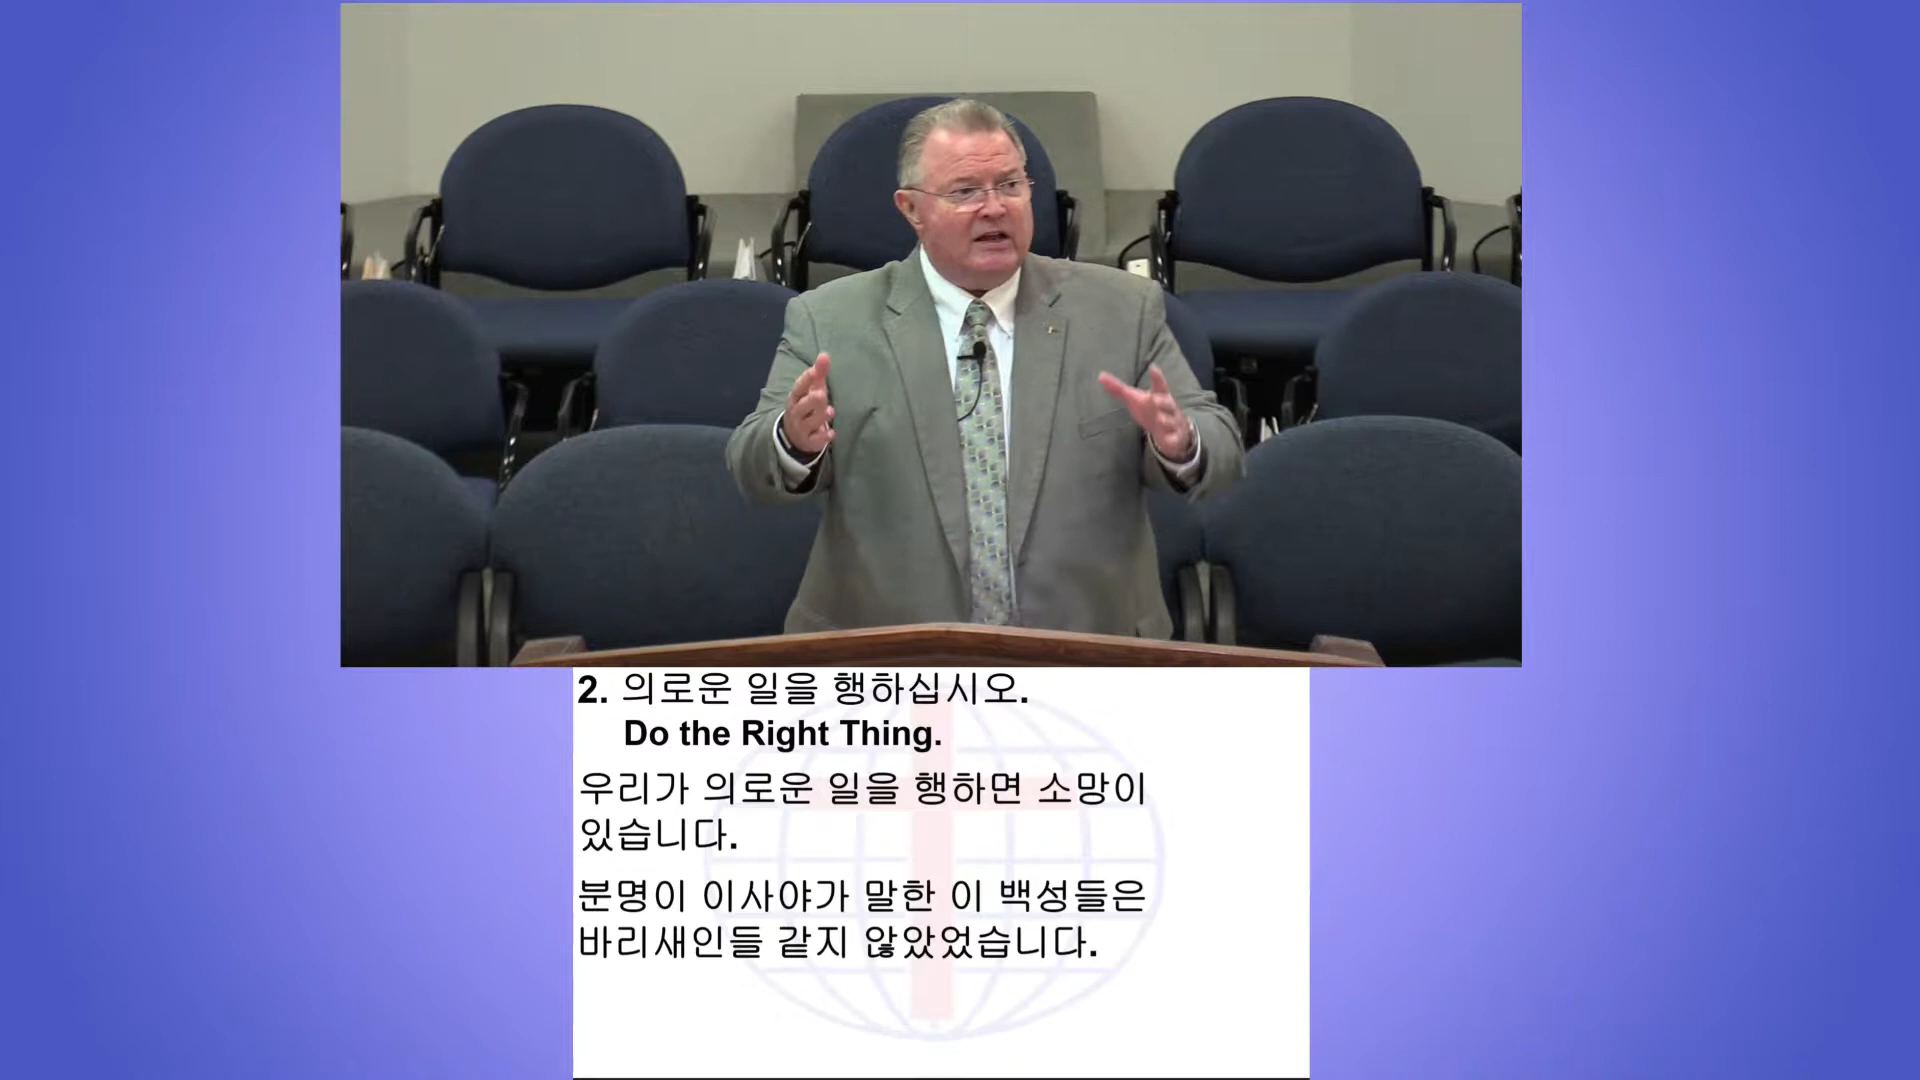 2. 의로운 일을 행하십시오.
Do the Right Thing.
우리가 의로운 일을 행하면 소망이
있습니다.
분명이 이사야가 말한 이 백성들은
바리새인들 같지 않았었습니다.